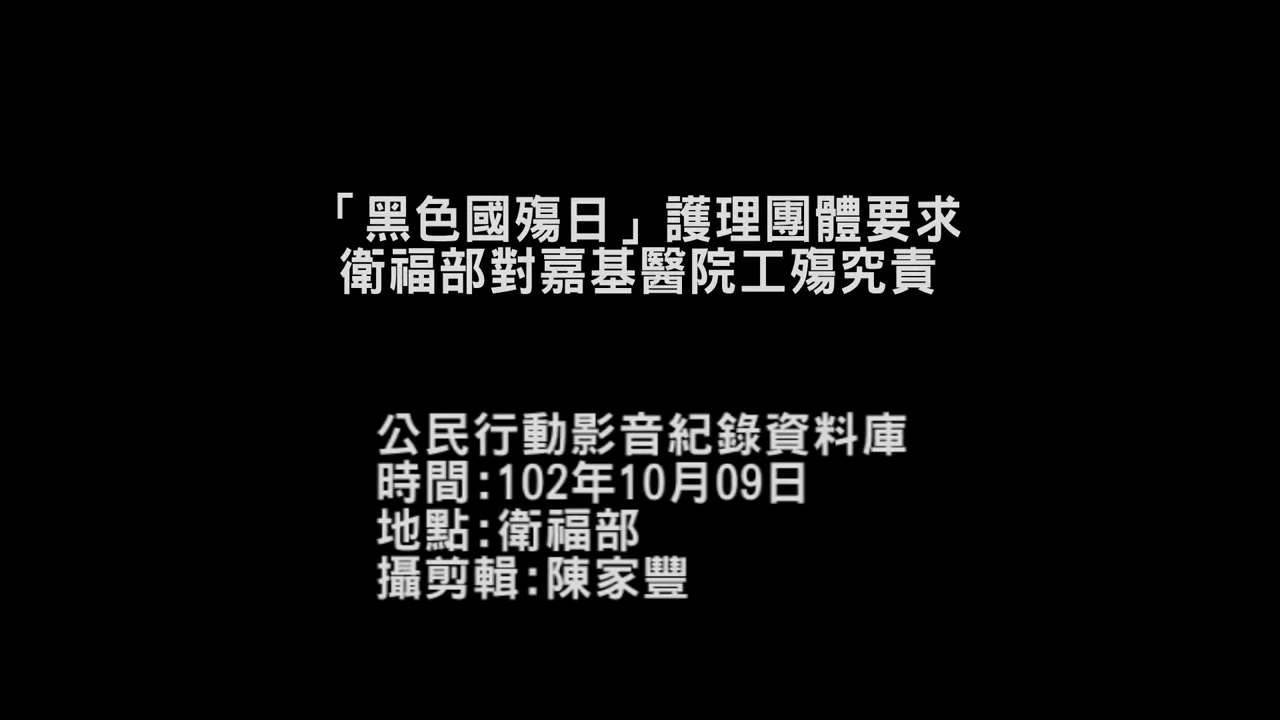 「黑色國殤日」護理團體要求
衛福部對嘉基醫院工殤究責
公民行動影音紀錄資料庫
時間:102年10月09日
地點:衛福部
攝剪輯:陳家豐